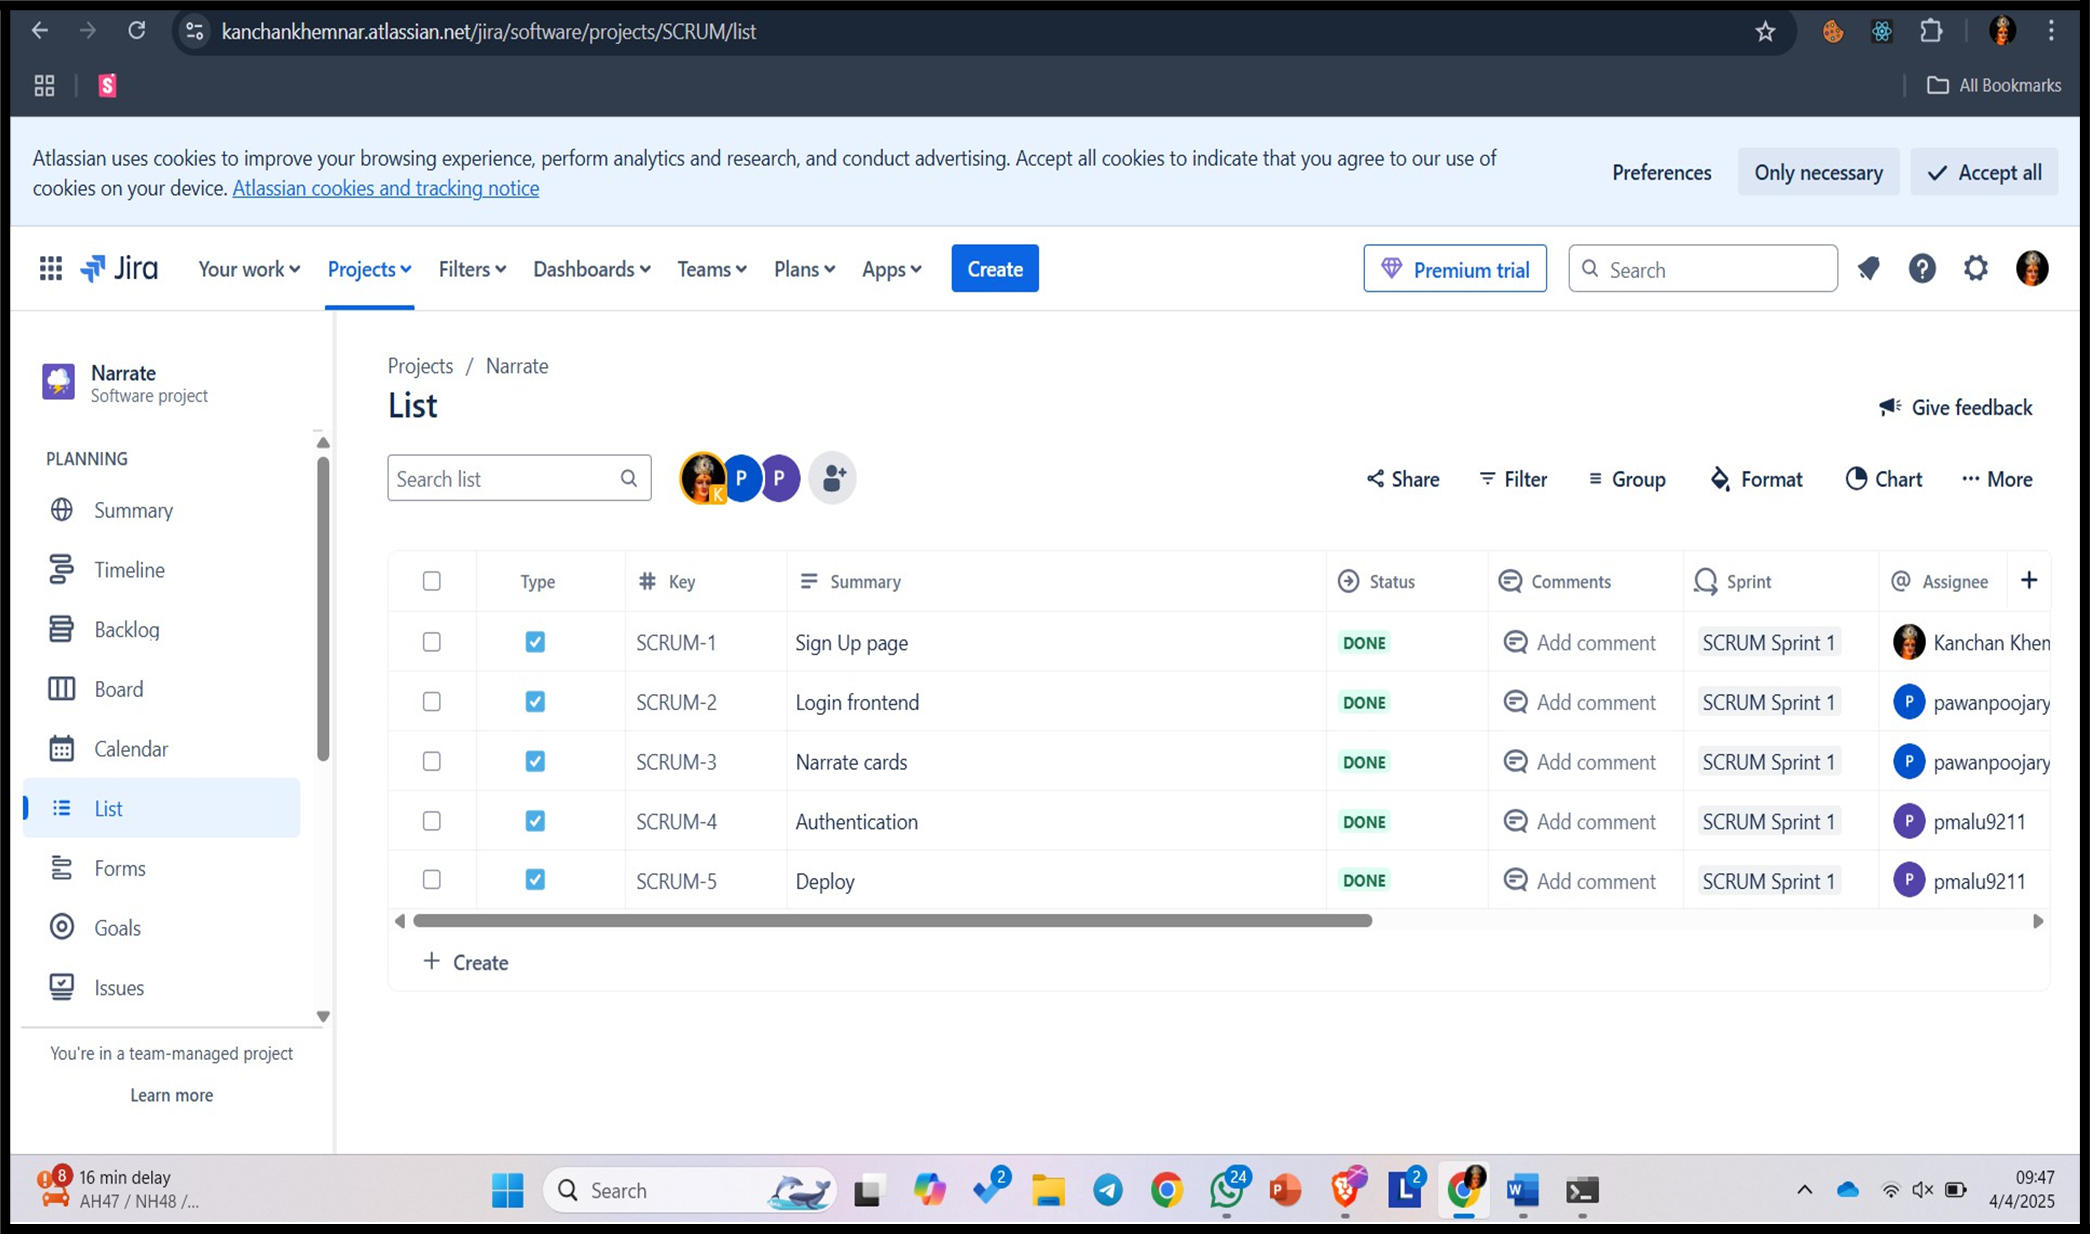 kanchankhemnar.atlassian.net/jira/software/projects/SCRUM/list
S
All Bookmarks
Atlassian uses cookies to improve your browsing experience, perform analytics and research, and conduct advertising. Accept all cookies to indicate that you agree to our use of
cookies on your device. Atlassian cookies and tracking notice
Preferences
Only necessary
Accept all
Jira
Your work
Projects
Filters
Dashboards
Teams
Plans
Apps
Create
Premium trial
Search
Narrate
Software project
PLANNING
Summary
Timeline
Backlog
Board
Calendar
List
Forms
Goals
Issues
You're in a team-managed project
Learn more
Projects / Narrate
List
Give feedback
Search list
K P P
Share Filter Group Format Chart More
Type # Key Summary Status Comments Sprint @ Assignee +
SCRUM-1 Sign Up page DONE Add comment SCRUM Sprint 1 Kanchan Khen
SCRUM-2 Login frontend DONE Add comment SCRUM Sprint 1 P pawanpoojary
SCRUM-3 Narrate cards DONE Add comment SCRUM Sprint 1 P pawanpoojary
SCRUM-4 Authentication DONE Add comment SCRUM Sprint 1 P pmalu9211
SCRUM-5 Deploy DONE Add comment SCRUM Sprint 1 P pmalu9211
+ Create
8
16 min delay
AH47 / NH48 /...
Search
2
24
P
L 2
W
09:47
4/4/2025